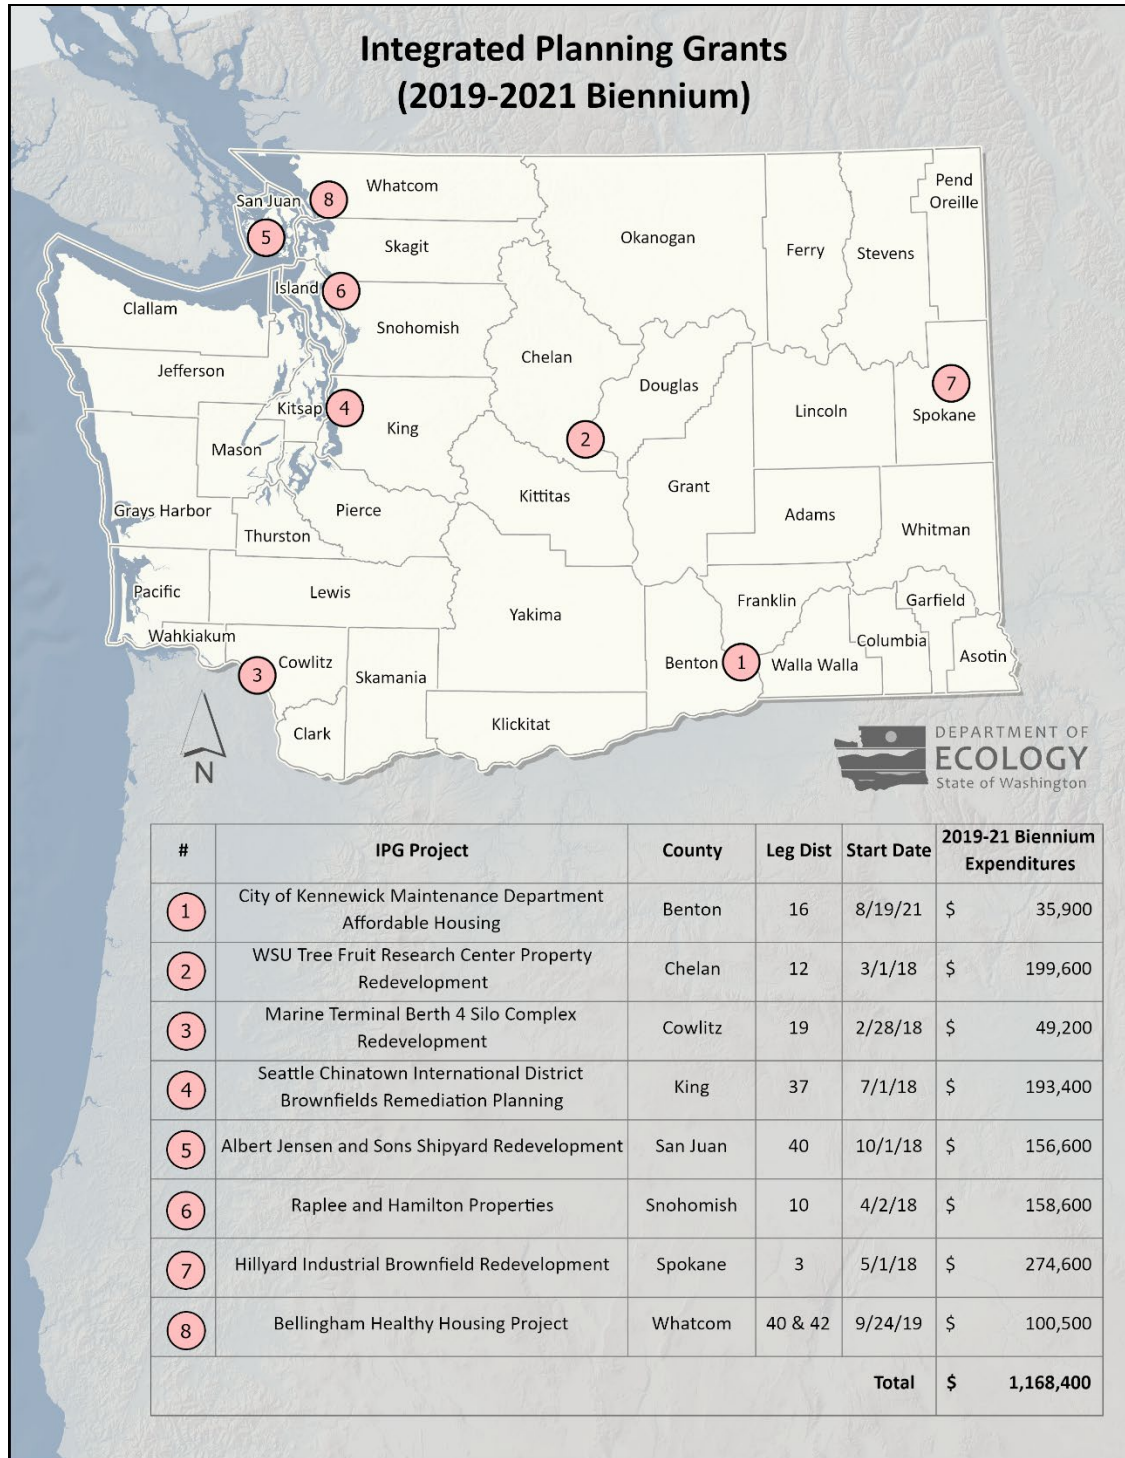 Integrated Planning Grants
(2019-2021 Biennium)
Whatcom
Pend
Oreille
San Juan
8
5
Skagit
Okanogan
Ferry
Stevens
Island
6
Clallam
Snohomish
Chelan
Jefferson
Douglas
7
Kitsap
4
King
Lincoln
Spokane
2
Mason
Kittitas
Grant
Grays Harbor
Pierce
Adams
Thurston
Whitman
Pacific
Lewis
Yakima
Franklin
Garfield
Wahkiakum
Columbia
3
Cowlitz
Skamania
Benton
1
Walla Walla
Asotin
Clark
Klickitat
N
DEPARTMENT OF
ECOLOGY
State of Washington
# IPG Project County Leg Dist Start Date 2019-21 Biennium
Expenditures
1 City of Kennewick Maintenance Department
Affordable Housing Benton 16 8/19/21 $ 35,900
2 WSU Tree Fruit Research Center Property
Redevelopment Chelan 12 3/1/18 $ 199,600
3 Marine Terminal Berth 4 Silo Complex
Redevelopment Cowlitz 19 2/28/18 $ 49,200
4 Seattle Chinatown International District
Brownfields Remediation Planning King 37 7/1/18 $ 193,400
5 Albert Jensen and Sons Shipyard Redevelopment San Juan 40 10/1/18 $ 156,600
6 Raplee and Hamilton Properties Snohomish 10 4/2/18 $ 158,600
7 Hillyard Industrial Brownfield Redevelopment Spokane 3 5/1/18 $ 274,600
8 Bellingham Healthy Housing Project Whatcom 40 & 42 9/24/19 $ 100,500
Total $ 1,168,400